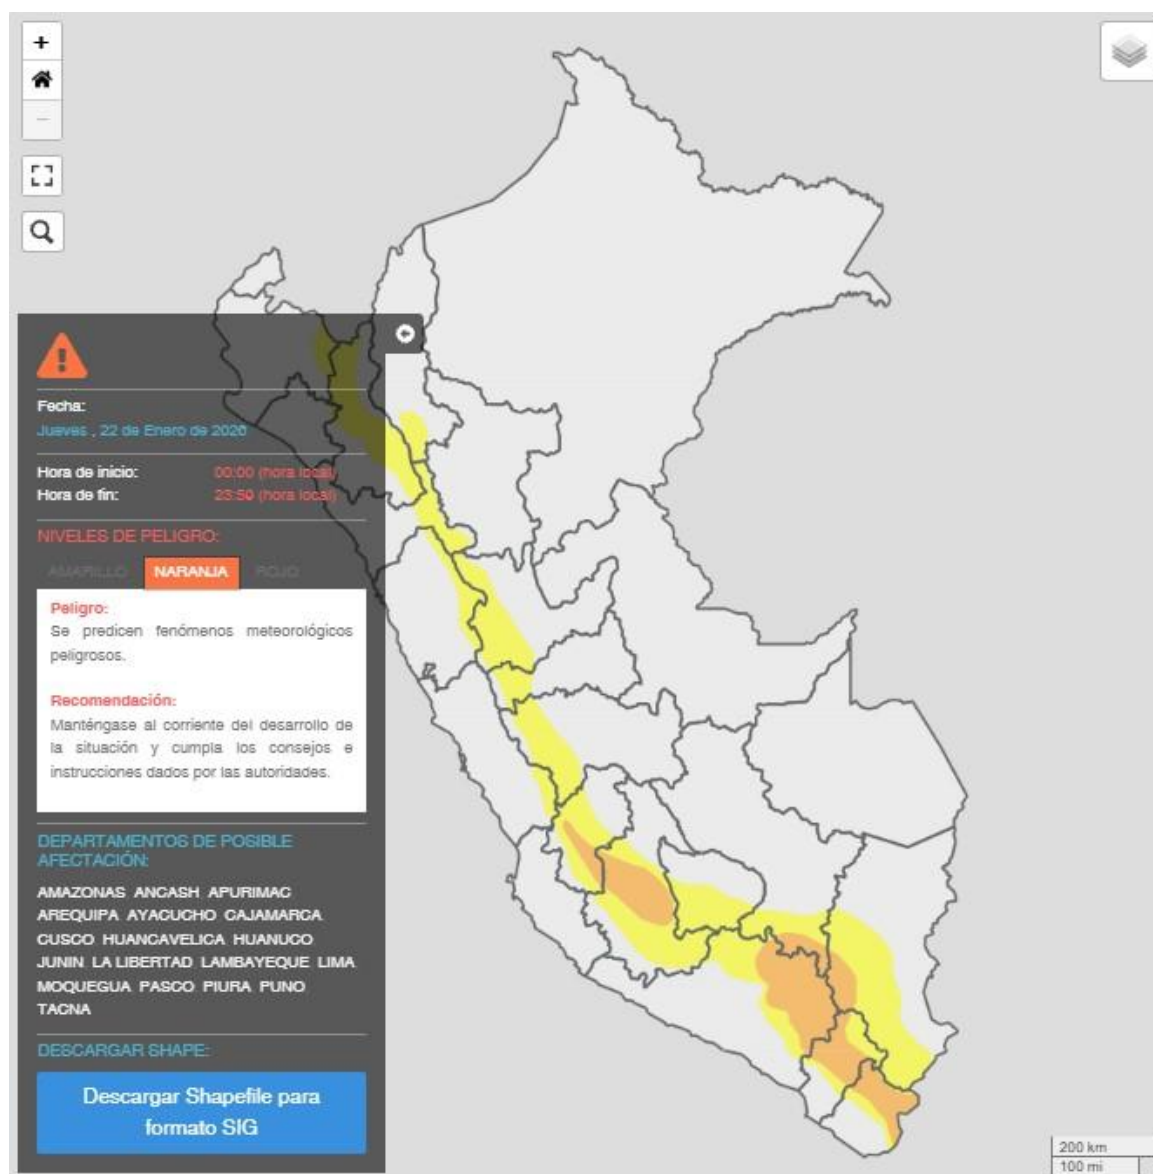 +
−
Fecha:
Jueves , 22 de Enero de 2026
Hora de inicio: 00:00 (hora local)
Hora de fin: 23:59 (hora local)
NIVELES DE PELIGRO:
AMARILLO NARANJA ROJO
Peligro:
Se predicen fenómenos meteorológicos
peligrosos.
Recomendación:
Manténgase al corriente del desarrollo de
la situación y cumpla los consejos e
instrucciones dados por las autoridades.
DEPARTAMENTOS DE POSIBLE
AFECTACIÓN:
AMAZONAS ANCASH APURIMAC
AREQUIPA AYACUCHO CAJAMARCA
CUSCO HUANCAVELICA HUANUCO
JUNIN LA LIBERTAD LAMBAYEQUE LIMA
MOQUEGUA PASCO PIURA PUNO
TACNA
DESCARGAR SHAPE:
Descargar Shapefile para
formato SIG
200 km
100 mi